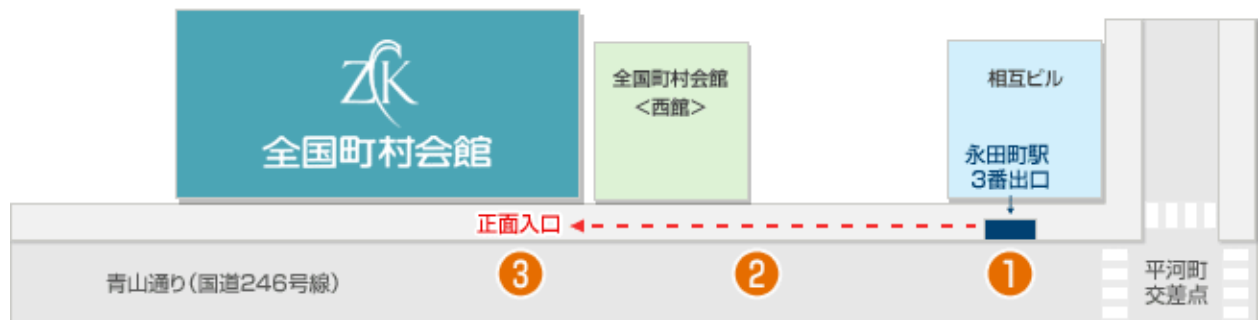 ZCK
全国町村会館
全国町村会館
＜西館＞
相互ビル
永田町駅
3番出口
正面入口
3
2
1
青山通り(国道246号線)
平河町
交差点